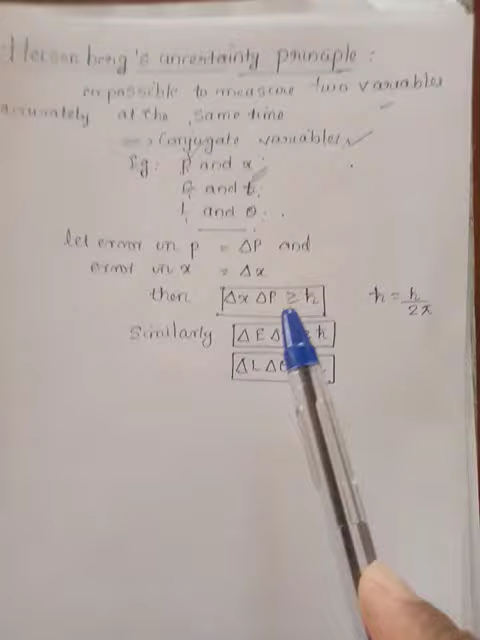 Heisenberg's uncertainty principle:
impossible to measure two variables
accurately at the same time
=> Conjugate variables ✓
Eg: P and x
E and t
L and θ
let error in p = ΔP and
error in x = Δx
then Δx ΔP ≥ ħ ħ = h/2π
Similarly ΔE Δ ≥ ħ
ΔL Δ